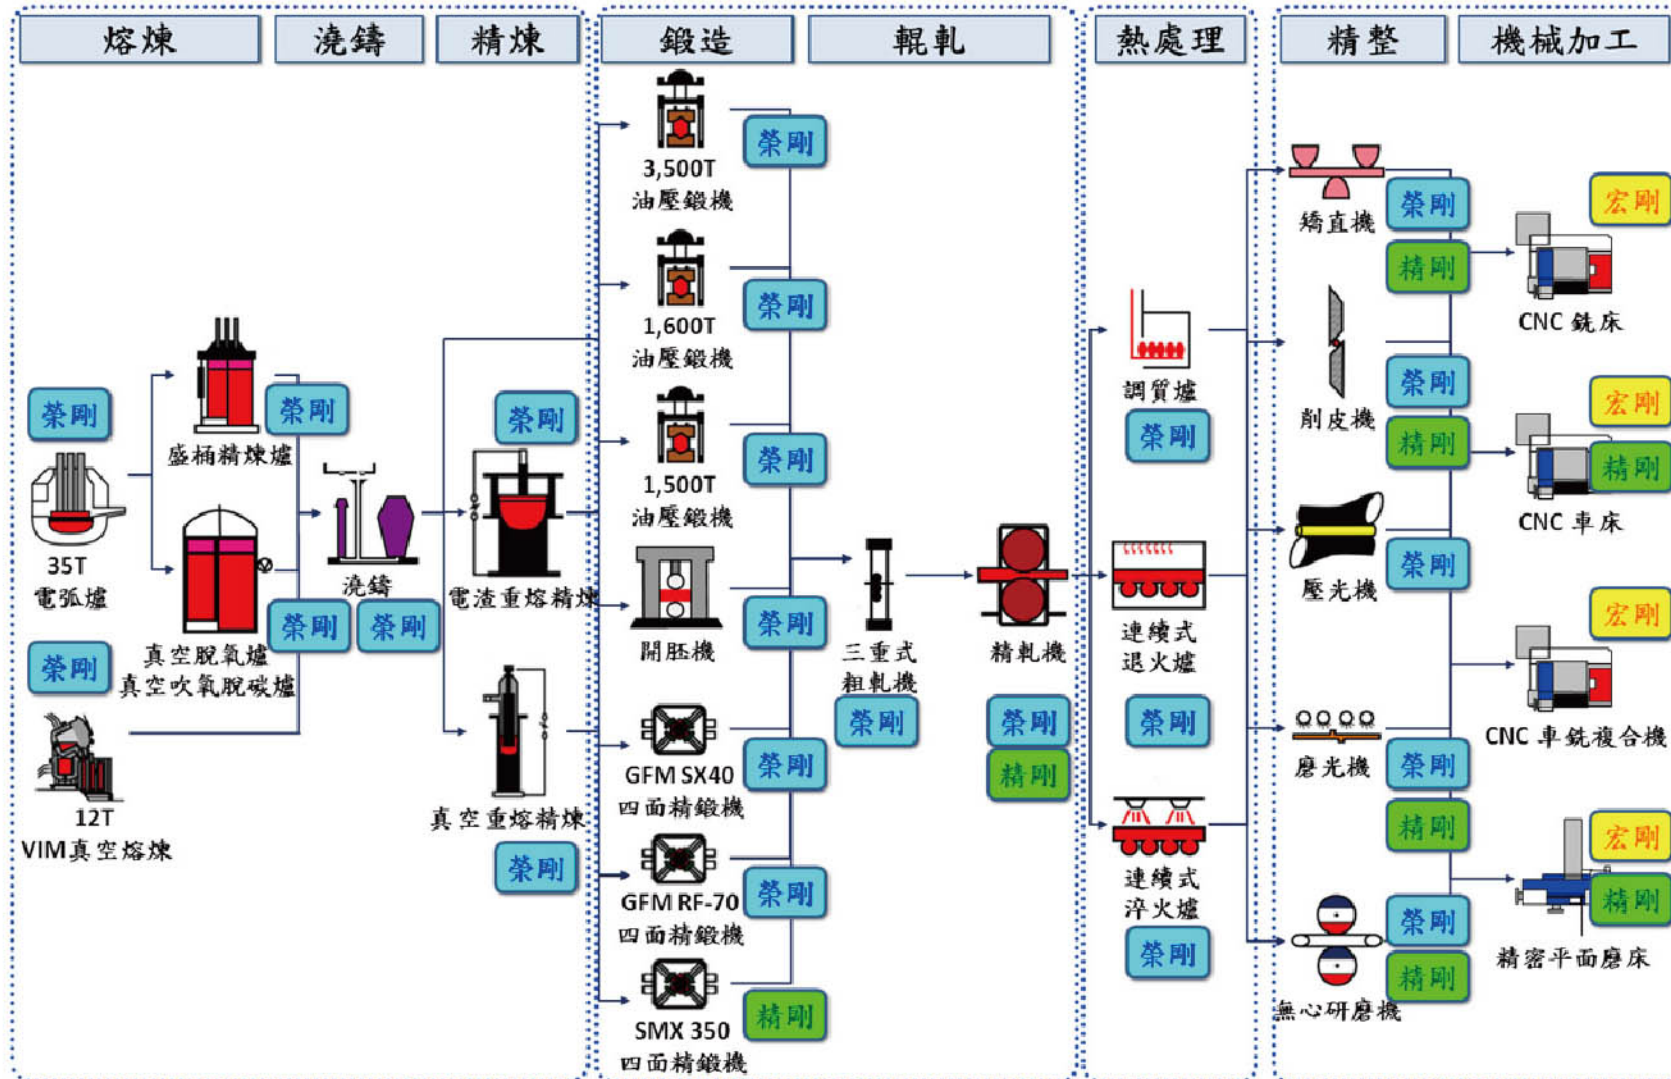 熔煉
澆鑄
精煉
鍛造
輥軋
熱處理
精整
機械加工
榮剛
35T
電弧爐
榮剛
12T
VIM真空熔煉
盛桶精煉爐
榮剛
真空脫氧爐
真空吹氧脫碳爐
榮剛
澆鑄
榮剛
榮剛
電渣重熔精煉
真空重熔精煉
榮剛
3,500T
油壓鍛機
榮剛
1,600T
油壓鍛機
榮剛
1,500T
油壓鍛機
榮剛
開胚機
榮剛
GFM SX40
四面精鍛機
榮剛
GFM RF-70
四面精鍛機
榮剛
SMX 350
四面精鍛機
精剛
三重式
粗軋機
榮剛
精軋機
榮剛
精剛
調質爐
榮剛
連續式
退火爐
榮剛
連續式
淬火爐
榮剛
矯直機
榮剛
精剛
削皮機
榮剛
精剛
壓光機
榮剛
磨光機
榮剛
精剛
無心研磨機
榮剛
精剛
宏剛
CNC 銑床
宏剛
精剛
CNC 車床
宏剛
CNC 車銑複合機
宏剛
精剛
精密平面磨床